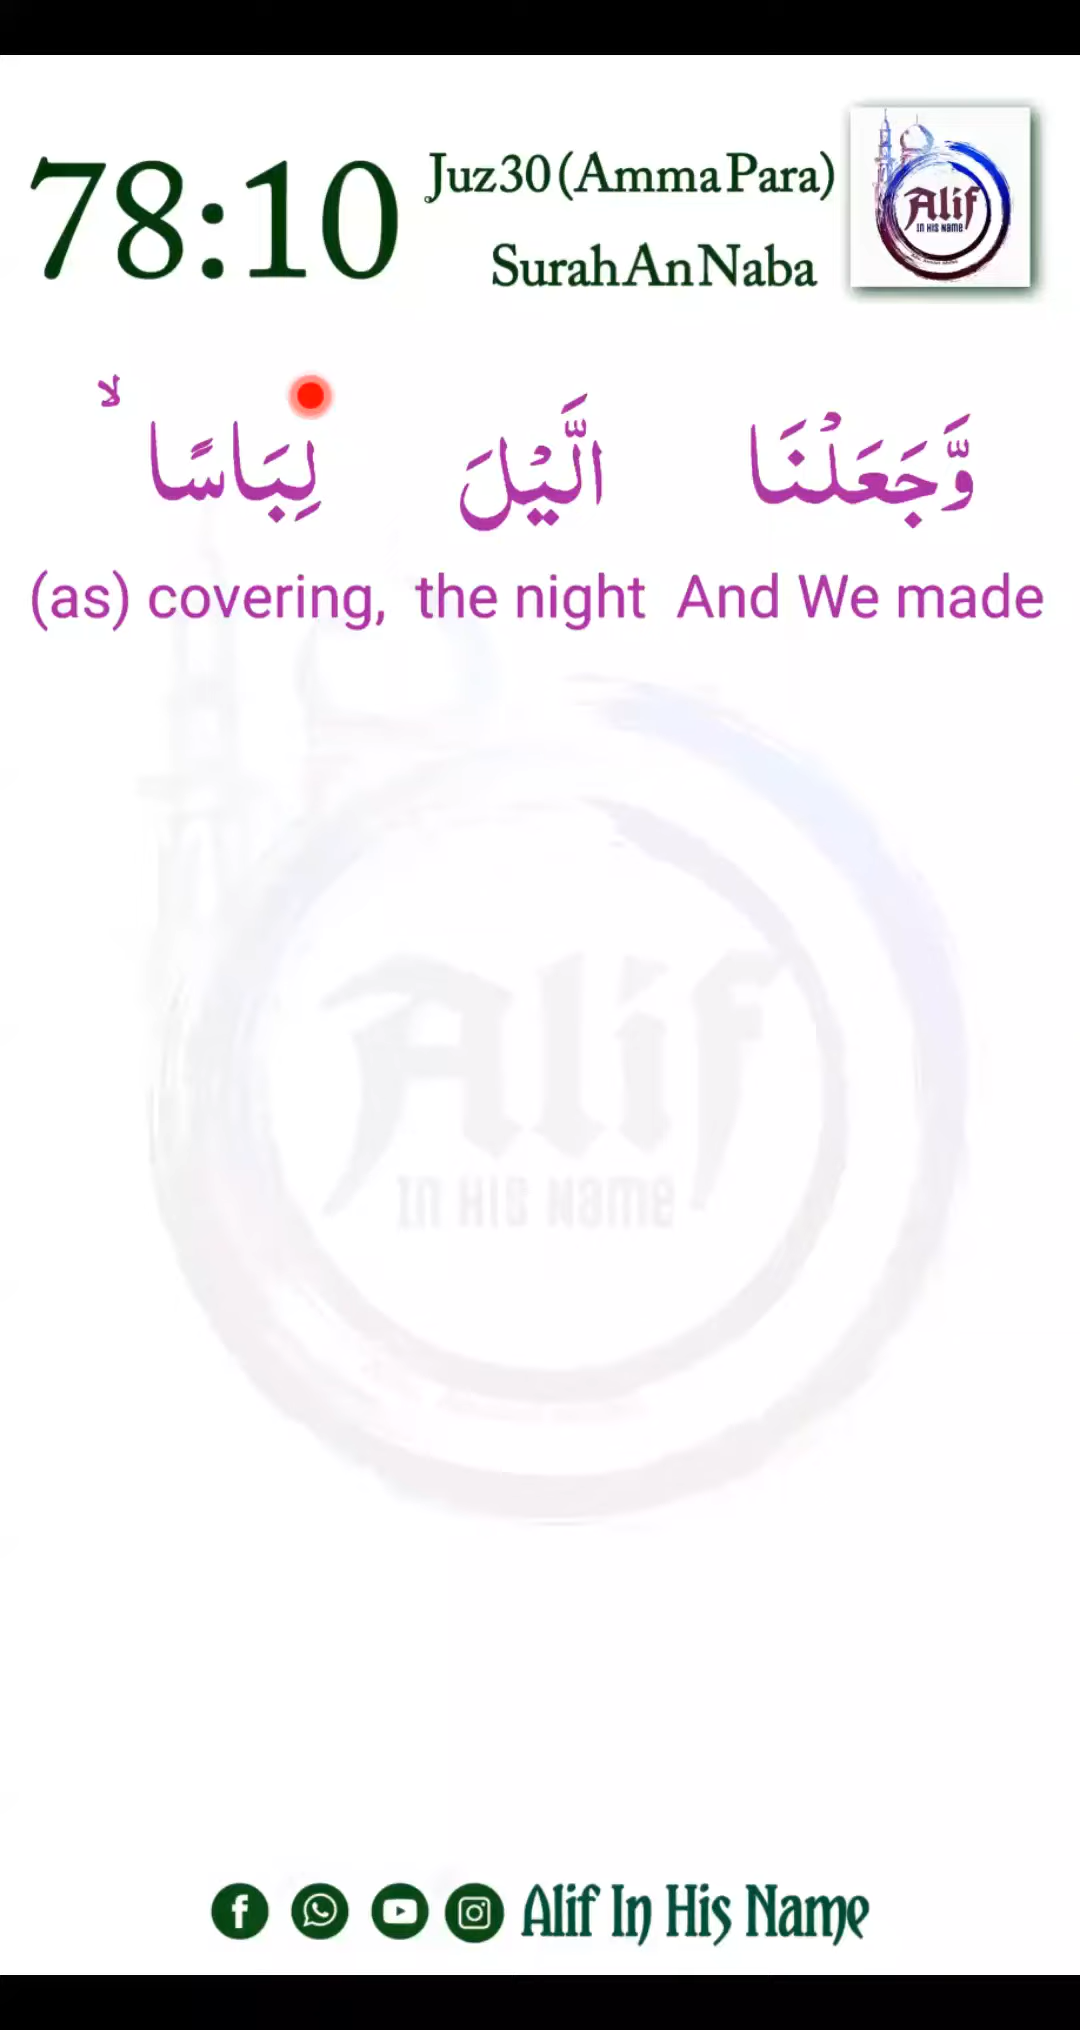 78:10
Juz30 (Amma Para)
Surah An Naba
Alif
IN HIS NAME
وَّجَعَلْنَا الَّيْلَ لِبَاسًا ۙ
(as) covering, the night And We made
Alif
IN HIS Name
Alif In His Name